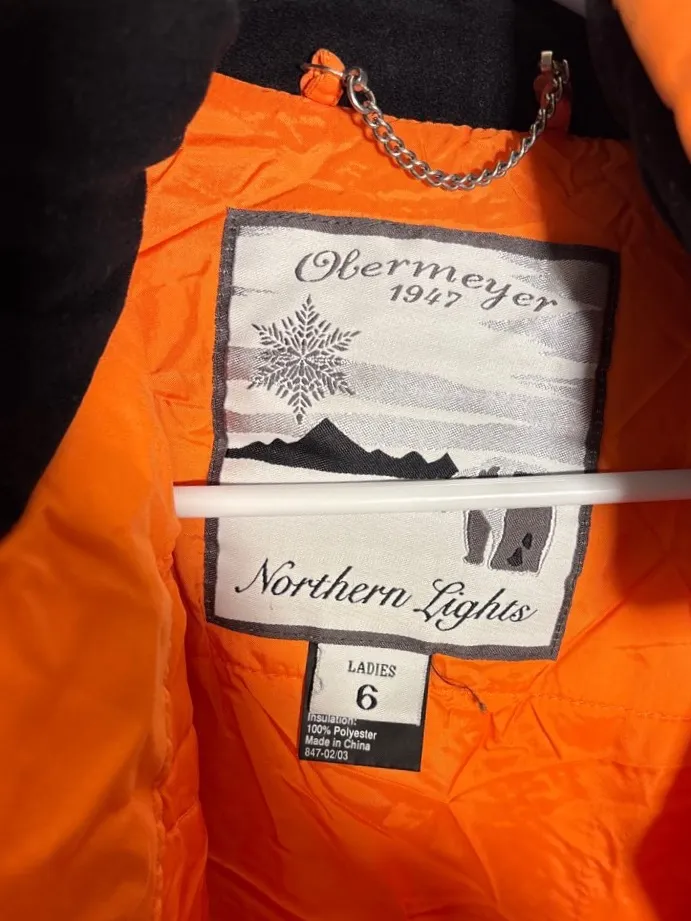 Obermeyer
1947
Northern Lights
LADIES
6
Insulation:
100% Polyester
Made in China
847-02/03